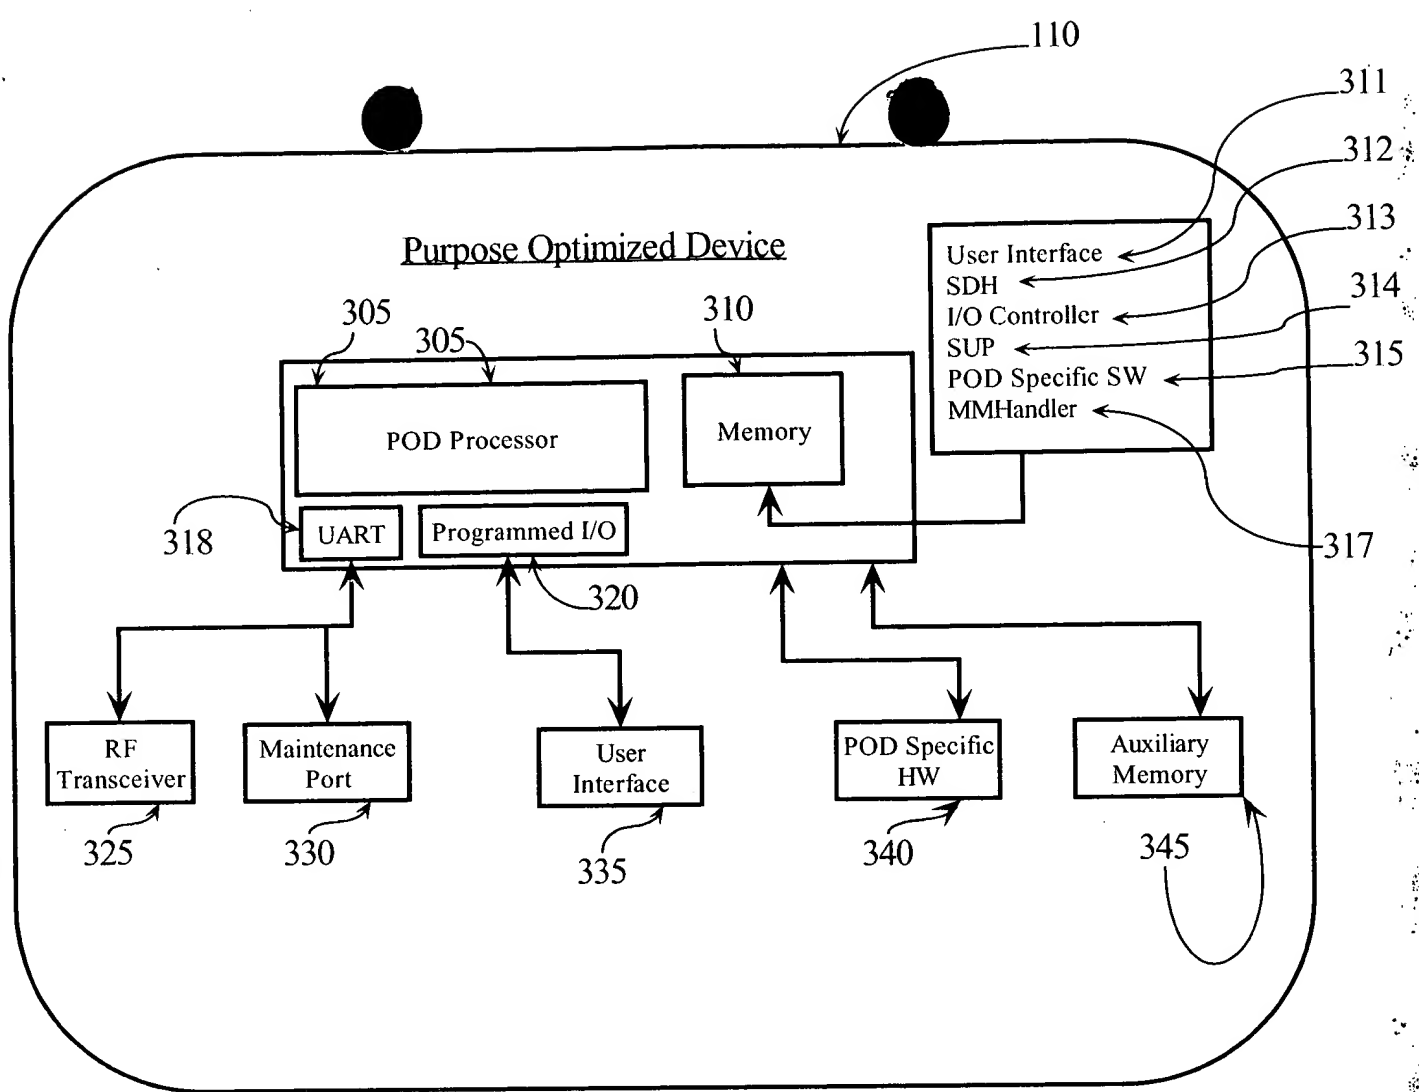 110
311
312
313
314
315
317
Purpose Optimized Device
User Interface
SDH
I/O Controller
SUP
POD Specific SW
MMHandler
305
305
310
POD Processor
Memory
318
UART
Programmed I/O
320
RF
Transceiver
Maintenance
Port
User
Interface
POD Specific
HW
Auxiliary
Memory
325
330
335
340
345